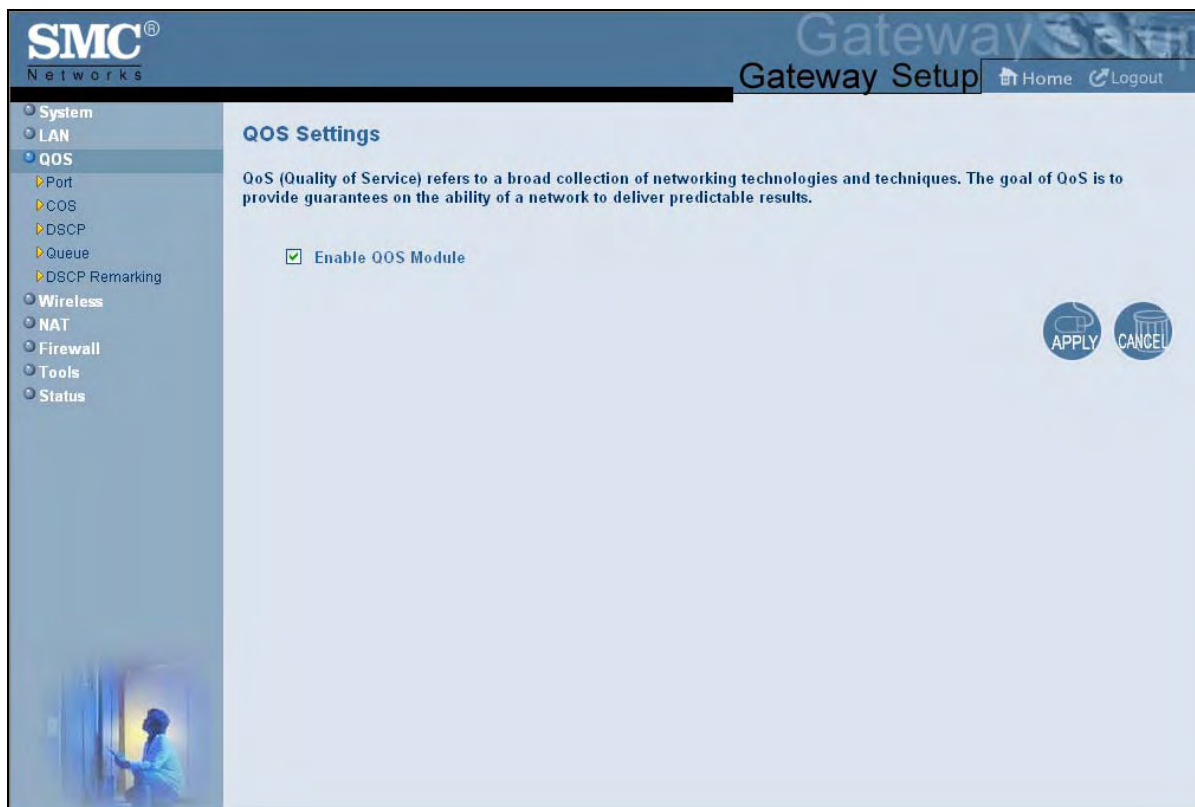 SMC®
Networks
Gateway Setup
Gateway Setup
Home
Logout
System
LAN
QOS
Port
COS
DSCP
Queue
DSCP Remarking
Wireless
NAT
Firewall
Tools
Status
QOS Settings
QoS (Quality of Service) refers to a broad collection of networking technologies and techniques. The goal of QoS is to
provide guarantees on the ability of a network to deliver predictable results.
Enable QOS Module
APPLY
CANCEL